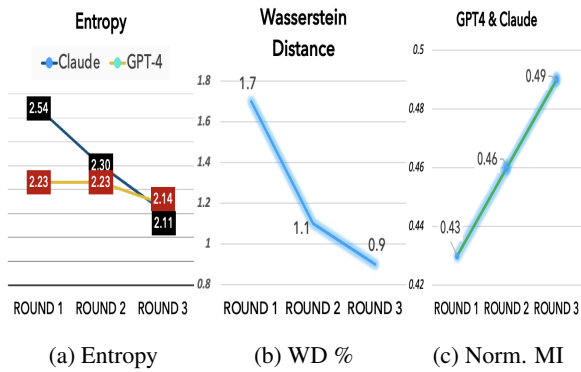 Entropy
Claude GPT-4
2.54
2.30
2.23
2.23
2.14
2.11
ROUND 1 ROUND 2 ROUND 3
(a) Entropy
Wasserstein
Distance
1.8
1.6
1.4
1.2
1
0.8
1.7
1.1
0.9
ROUND 1 ROUND 2 ROUND 3
(b) WD %
GPT4 & Claude
0.5
0.48
0.46
0.44
0.42
0.49
0.46
0.43
ROUND 1 ROUND 2 ROUND 3
(c) Norm. MI